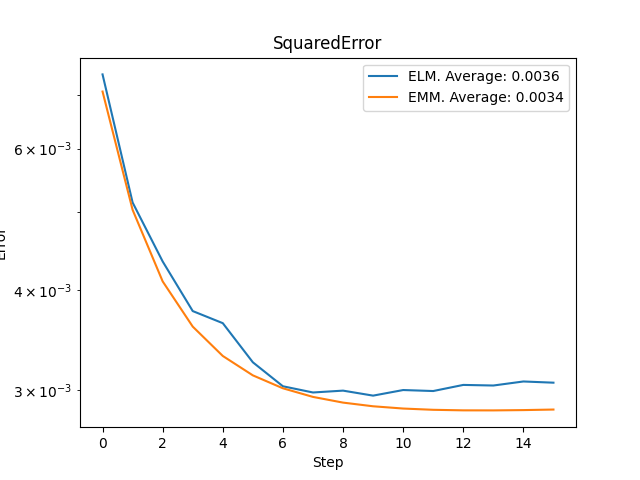 SquaredError
ELM. Average: 0.0036
EMM. Average: 0.0034
6 × 10⁻³
4 × 10⁻³
3 × 10⁻³
Error
0 2 4 6 8 10 12 14
Step